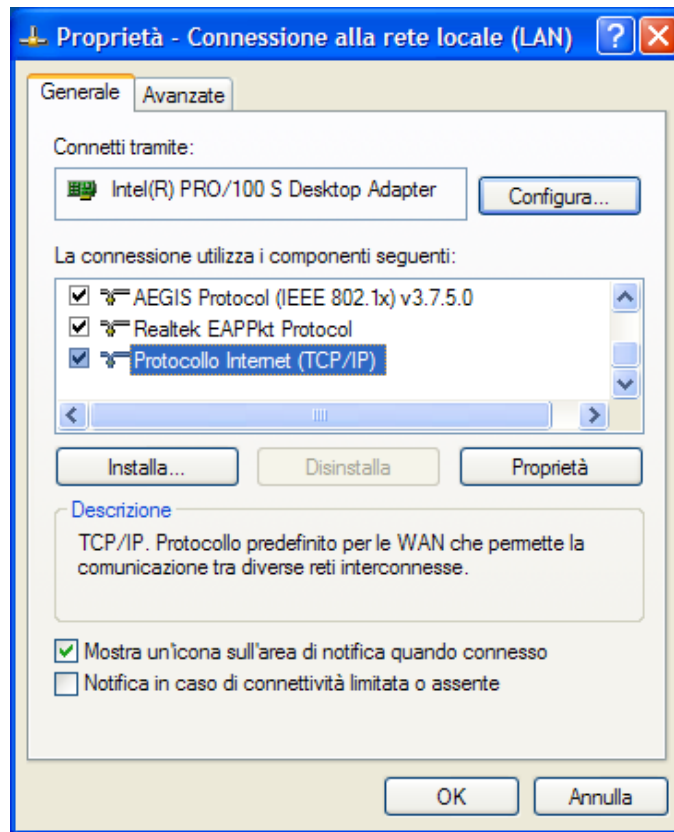 Proprietà - Connessione alla rete locale (LAN)
Generale
Avanzate
Connetti tramite:
Intel(R) PRO/100 S Desktop Adapter
Configura...
La connessione utilizza i componenti seguenti:
AEGIS Protocol (IEEE 802.1x) v3.7.5.0
Realtek EAPPkt Protocol
Protocollo Internet (TCP/IP)
Installa...
Disinstalla
Proprietà
Descrizione
TCP/IP. Protocollo predefinito per le WAN che permette la
comunicazione tra diverse reti interconnesse.
Mostra un'icona sull'area di notifica quando connesso
Notifica in caso di connettività limitata o assente
OK
Annulla